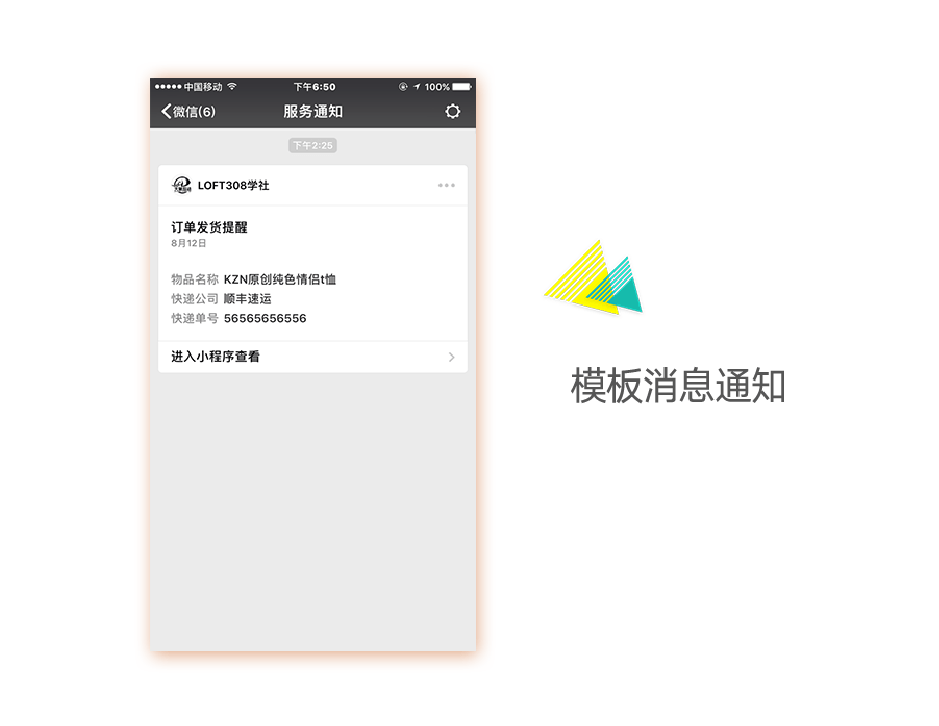 中国移动 下午6:50 100%
微信(6) 服务通知
下午2:25
LOFT308学社
订单发货提醒
8月12日
物品名称 KZN原创纯色情侣t恤
快递公司 顺丰速运
快递单号 56565656556
进入小程序查看
模板消息通知